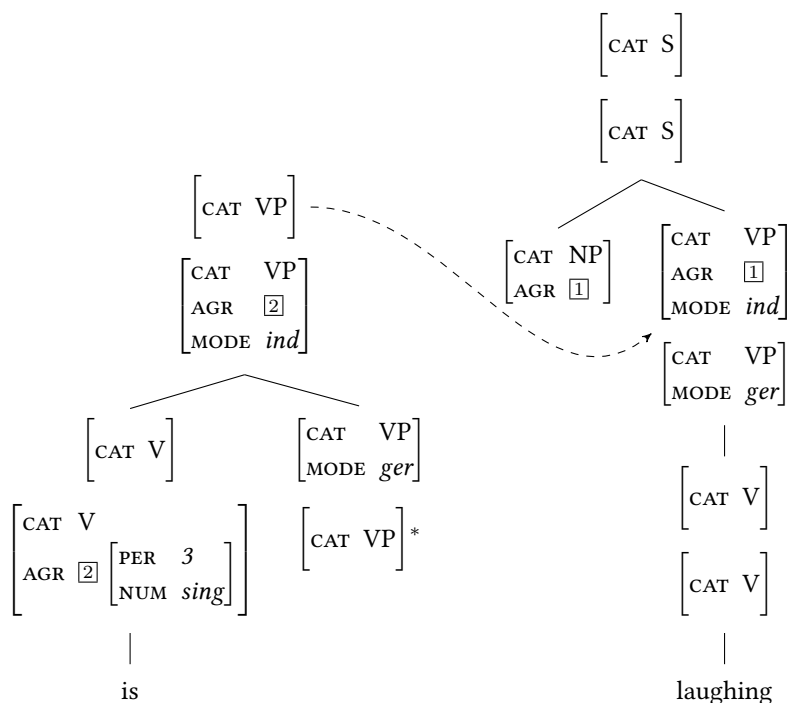 [CAT S]
[CAT S]
[CAT VP]
[CAT NP
AGR 1]
[CAT VP
AGR 1
MODE ind]
[CAT VP
AGR 2
MODE ind]
[CAT VP
MODE ger]
[CAT V]
[CAT VP
MODE ger]
[CAT V]
[CAT V
AGR 2 [PER 3
NUM sing]]
[CAT VP]*
[CAT V]
is
laughing